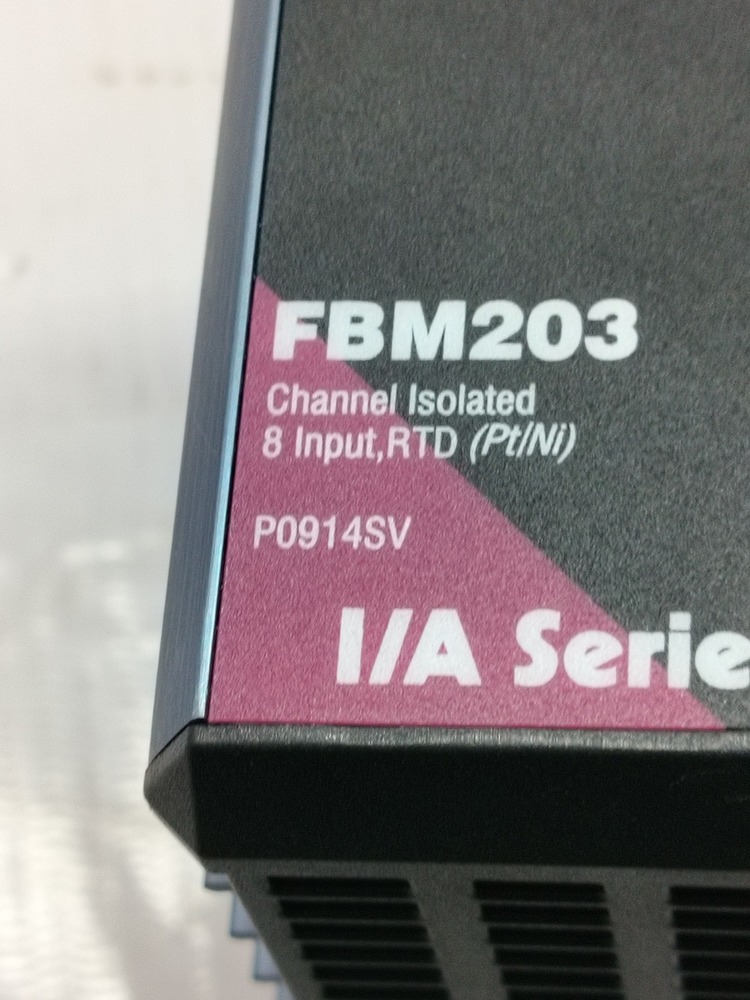 FBM203
Channel Isolated
8 Input,RTD (Pt/Ni)
P0914SV
I/A Serie